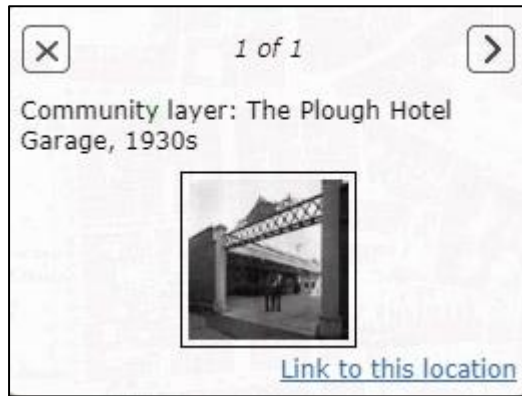 1 of 1
Community layer: The Plough Hotel
Garage, 1930s
Link to this location